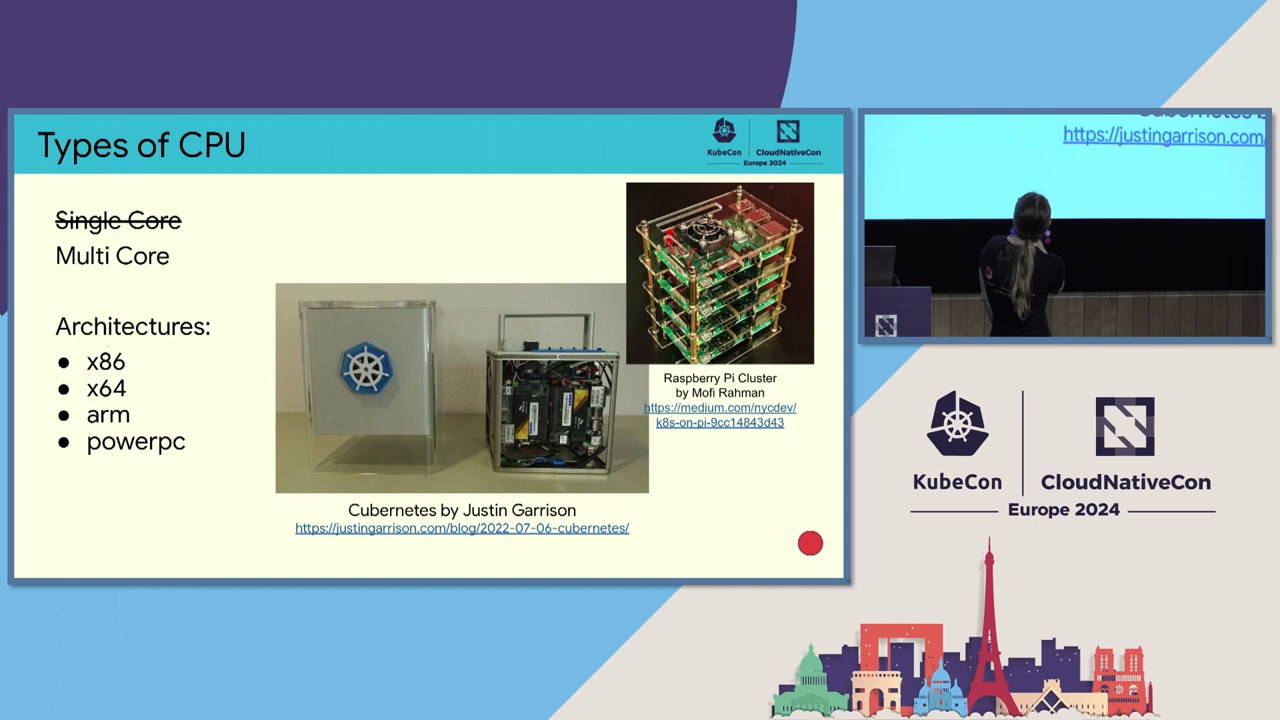 Types of CPU
KubeCon
CloudNativeCon
Europe 2024
Single Core
Multi Core
Architectures:
● x86
● x64
● arm
● powerpc
Raspberry Pi Cluster
by Mofi Rahman
https://medium.com/nycdev/
k8s-on-pi-9cc14843d43
Cubernetes by Justin Garrison
https://justingarrison.com/blog/2022-07-06-cubernetes/
https://justingarrison.com/
KubeCon
CloudNativeCon
Europe 2024